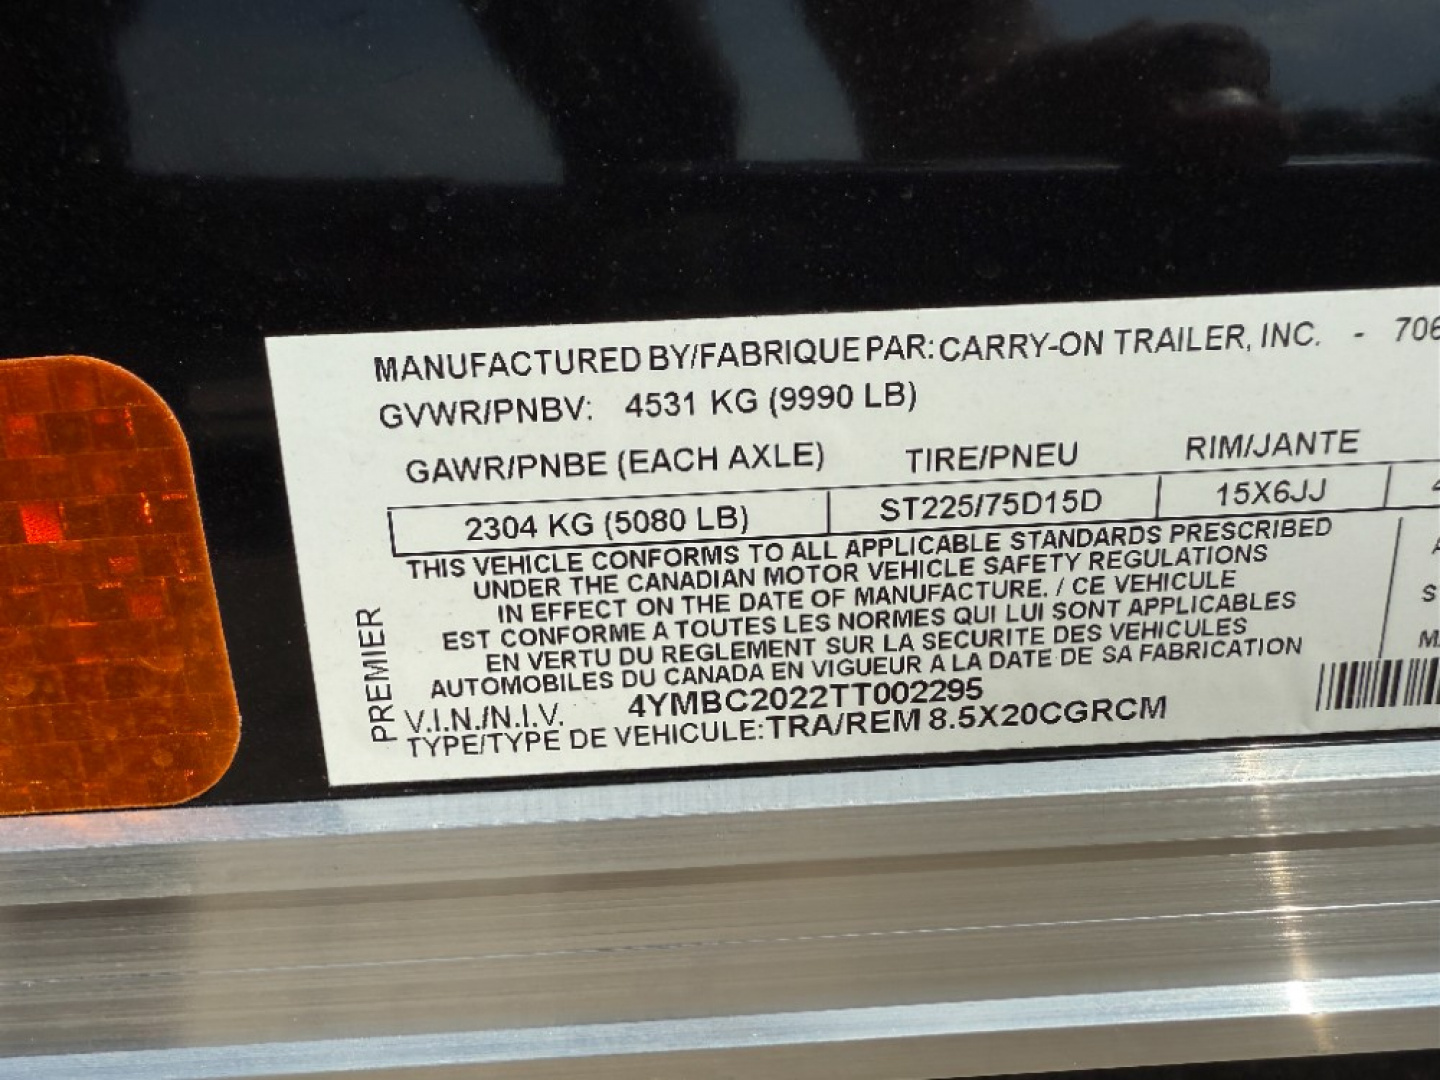 MANUFACTURED BY/FABRIQUE PAR: CARRY-ON TRAILER, INC. - 706
GVWR/PNBV: 4531 KG (9990 LB)
GAWR/PNBE (EACH AXLE) TIRE/PNEU RIM/JANTE
2304 KG (5080 LB) ST225/75D15D 15X6JJ
THIS VEHICLE CONFORMS TO ALL APPLICABLE STANDARDS PRESCRIBED
UNDER THE CANADIAN MOTOR VEHICLE SAFETY REGULATIONS
IN EFFECT ON THE DATE OF MANUFACTURE. / CE VEHICULE
EST CONFORME A TOUTES LES NORMES QUI LUI SONT APPLICABLES
EN VERTU DU REGLEMENT SUR LA SECURITE DES VEHICULES
AUTOMOBILES DU CANADA EN VIGUEUR A LA DATE DE SA FABRICATION
V.I.N./N.I.V. 4YMBC2022TT002295
TYPE/TYPE DE VEHICULE: TRA/REM 8.5X20CGRCM
PREMIER